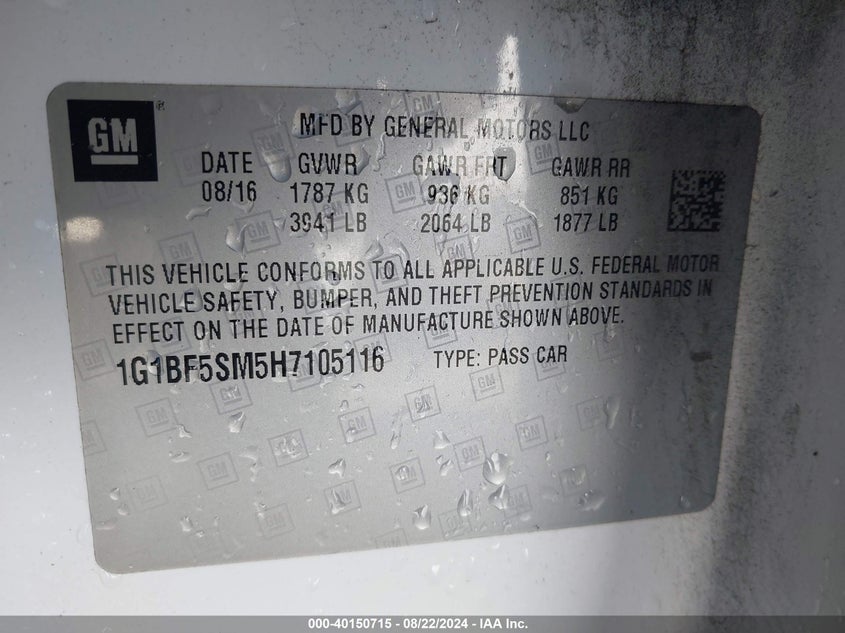 GM
MFD BY GENERAL MOTORS LLC
DATE GVWR GAWR FRT GAWR RR
08/16 1787 KG 936 KG 851 KG
3941 LB 2064 LB 1877 LB
THIS VEHICLE CONFORMS TO ALL APPLICABLE U.S. FEDERAL MOTOR
VEHICLE SAFETY, BUMPER, AND THEFT PREVENTION STANDARDS IN
EFFECT ON THE DATE OF MANUFACTURE SHOWN ABOVE.
1G1BF5SM5H7105116 TYPE: PASS CAR
000-40150715 - 08/22/2024 - IAA Inc.